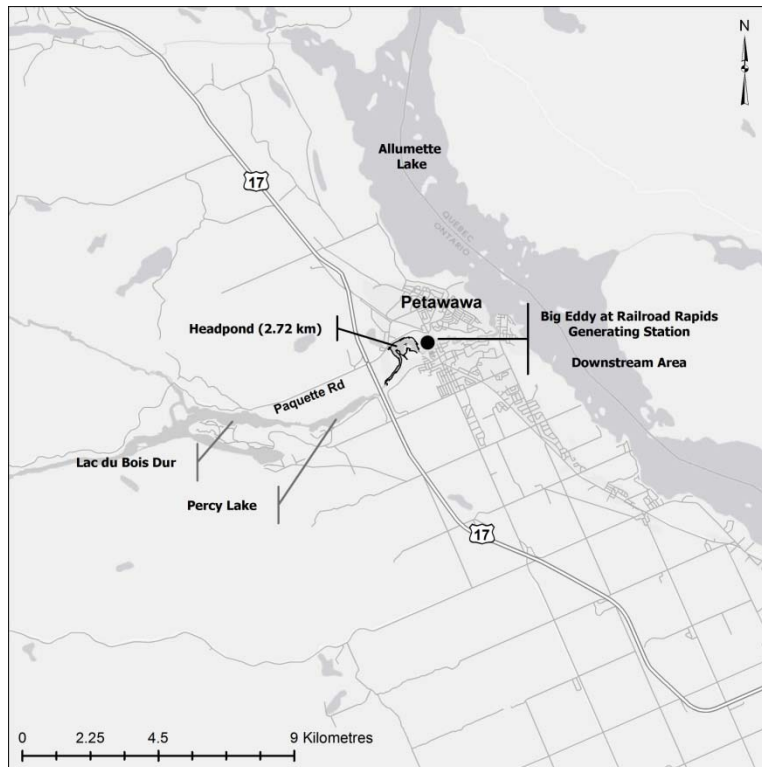 N
Allumette
Lake
17
QUEBEC
ONTARIO
Petawawa
Headpond (2.72 km)
Big Eddy at Railroad Rapids
Generating Station
Downstream Area
Paquette Rd
Lac du Bois Dur
Percy Lake
17
0 2.25 4.5 9 Kilometres